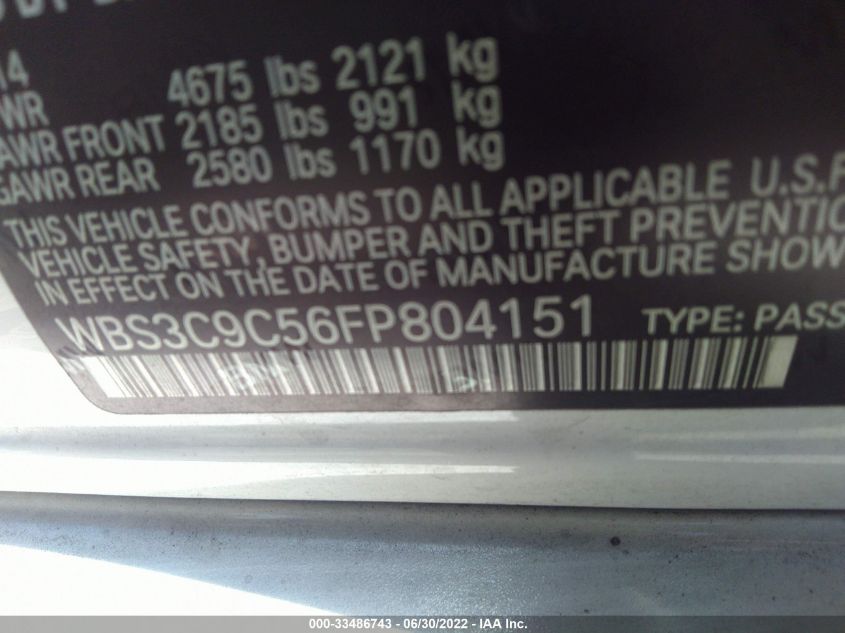 14
4675 lbs 2121 kg
GAWR FRONT 2185 lbs 991 kg
GAWR REAR 2580 lbs 1170 kg
THIS VEHICLE CONFORMS TO ALL APPLICABLE U.S.F
VEHICLE SAFETY, BUMPER AND THEFT PREVENTIO
IN EFFECT ON THE DATE OF MANUFACTURE SHOW
WBS3C9C56FP804151 TYPE: PASS
000-33486743 - 06/30/2022 - IAA Inc.